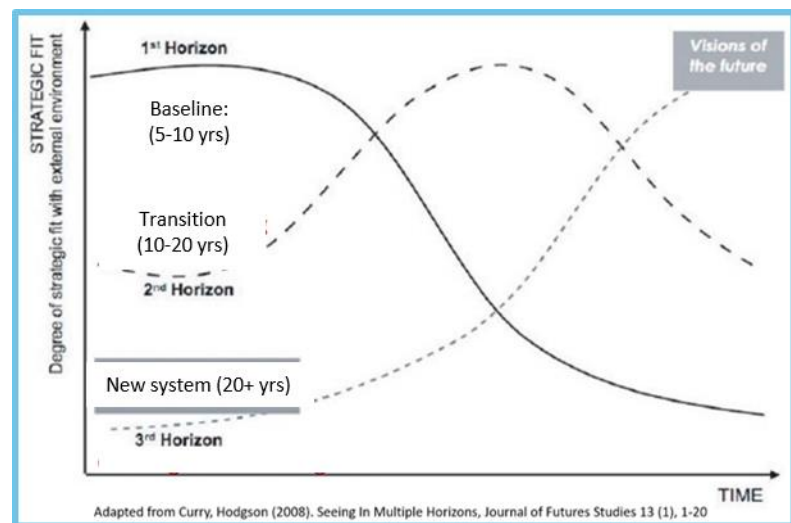 STRATEGIC FIT
Degree of strategic fit with external environment
1st Horizon
Visions of
the future
Baseline:
(5-10 yrs)
Transition
(10-20 yrs)
2nd Horizon
New system (20+ yrs)
3rd Horizon
TIME
Adapted from Curry, Hodgson (2008). Seeing In Multiple Horizons, Journal of Futures Studies 13 (1), 1-20